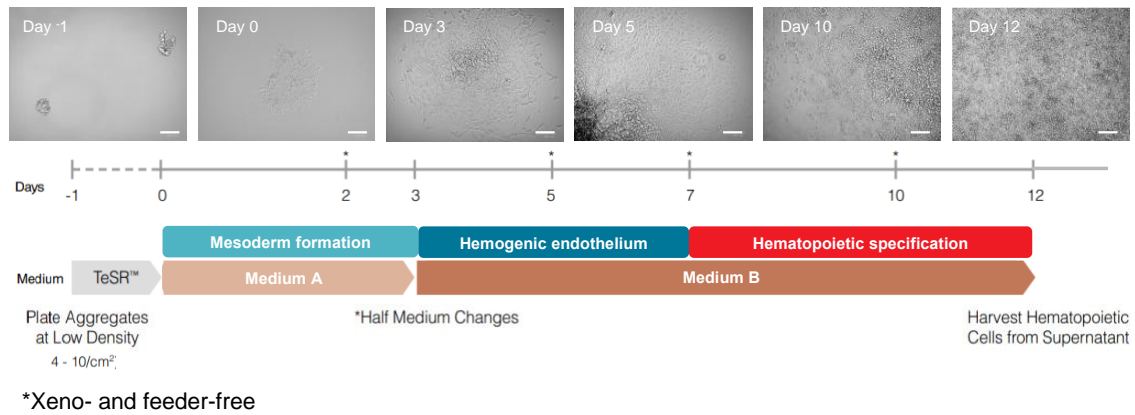 Day -1
Day 0
Day 3
Day 5
Day 10
Day 12
* * * *
Days
-1 0 2 3 5 7 10 12
Mesoderm formation
Hemogenic endothelium
Hematopoietic specification
Medium
TeSR™
Medium A
Medium B
Plate Aggregates
at Low Density
4 - 10/cm²;
*Half Medium Changes
Harvest Hematopoietic
Cells from Supernatant
*Xeno- and feeder-free